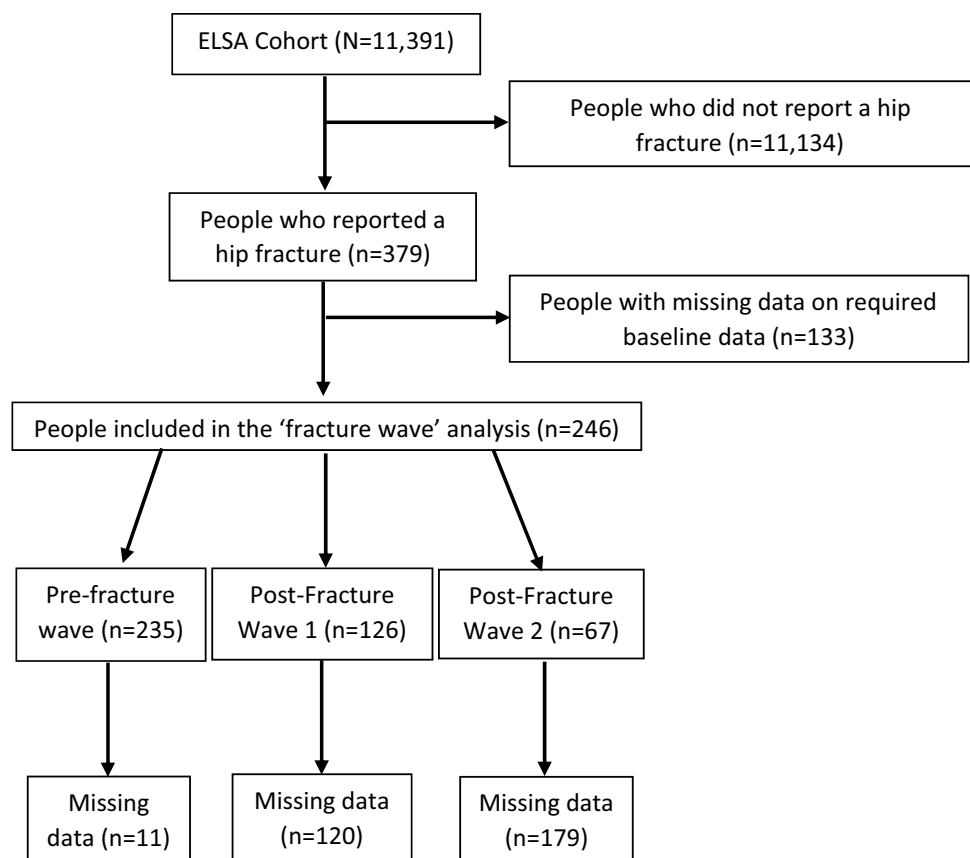 ELSA Cohort (N=11,391)
People who did not report a hip
fracture (n=11,134)
People who reported a
hip fracture (n=379)
People with missing data on required
baseline data (n=133)
People included in the ‘fracture wave’ analysis (n=246)
Pre-fracture
wave (n=235)
Post-Fracture
Wave 1 (n=126)
Post-Fracture
Wave 2 (n=67)
Missing
data (n=11)
Missing data
(n=120)
Missing data
(n=179)